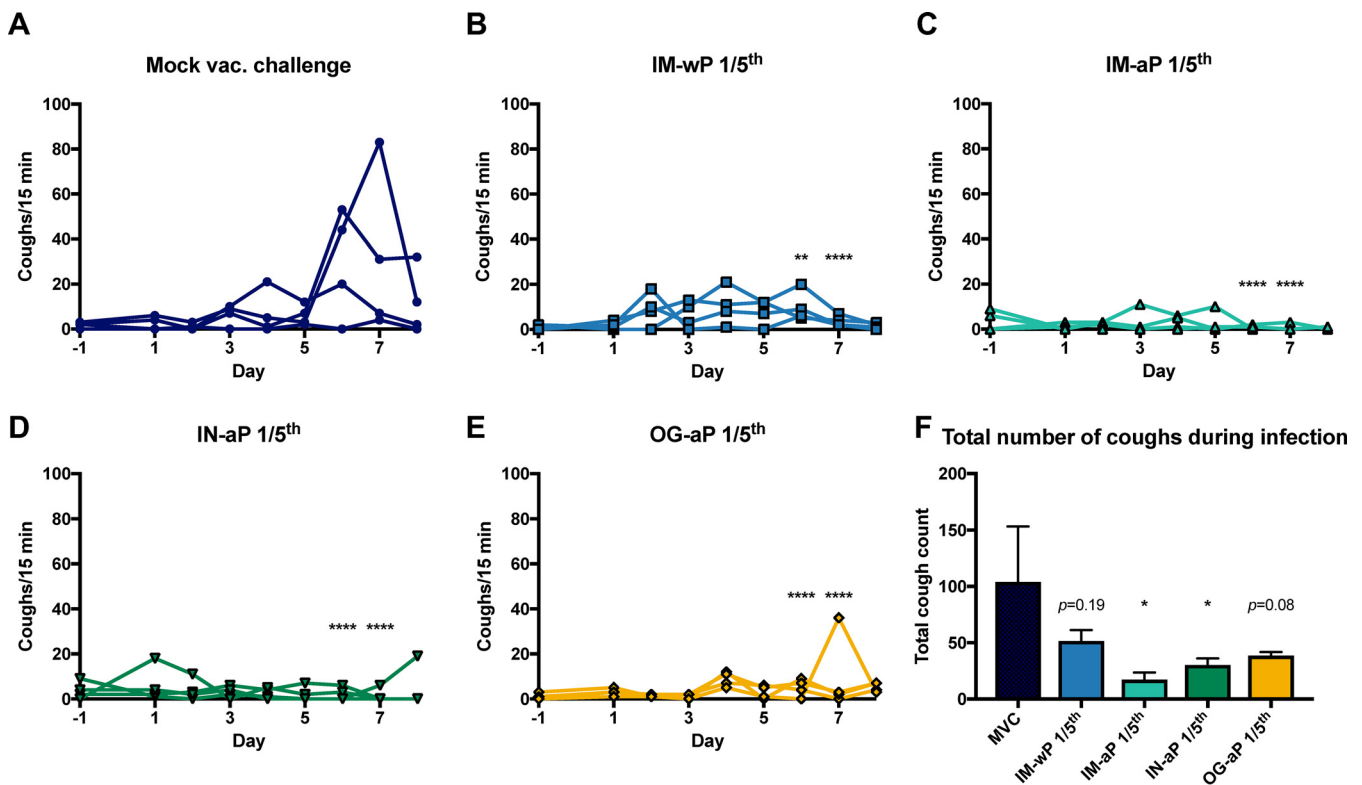 A
Mock vac. challenge
Coughs/15 min
100
80
60
40
20
0
-1 1 3 5 7
Day
B
IM-wP 1/5th
Coughs/15 min
100
80
60
40
20
0
** ****
-1 1 3 5 7
Day
C
IM-aP 1/5th
Coughs/15 min
100
80
60
40
20
0
**** ****
-1 1 3 5 7
Day
D
IN-aP 1/5th
Coughs/15 min
100
80
60
40
20
0
**** ****
-1 1 3 5 7
Day
E
OG-aP 1/5th
Coughs/15 min
100
80
60
40
20
0
**** ****
-1 1 3 5 7
Day
F
Total number of coughs during infection
Total cough count
200
150
100
50
0
p=0.19 * * p=0.08
MVC
IM-wP 1/5th
IM-aP 1/5th
IN-aP 1/5th
OG-aP 1/5th